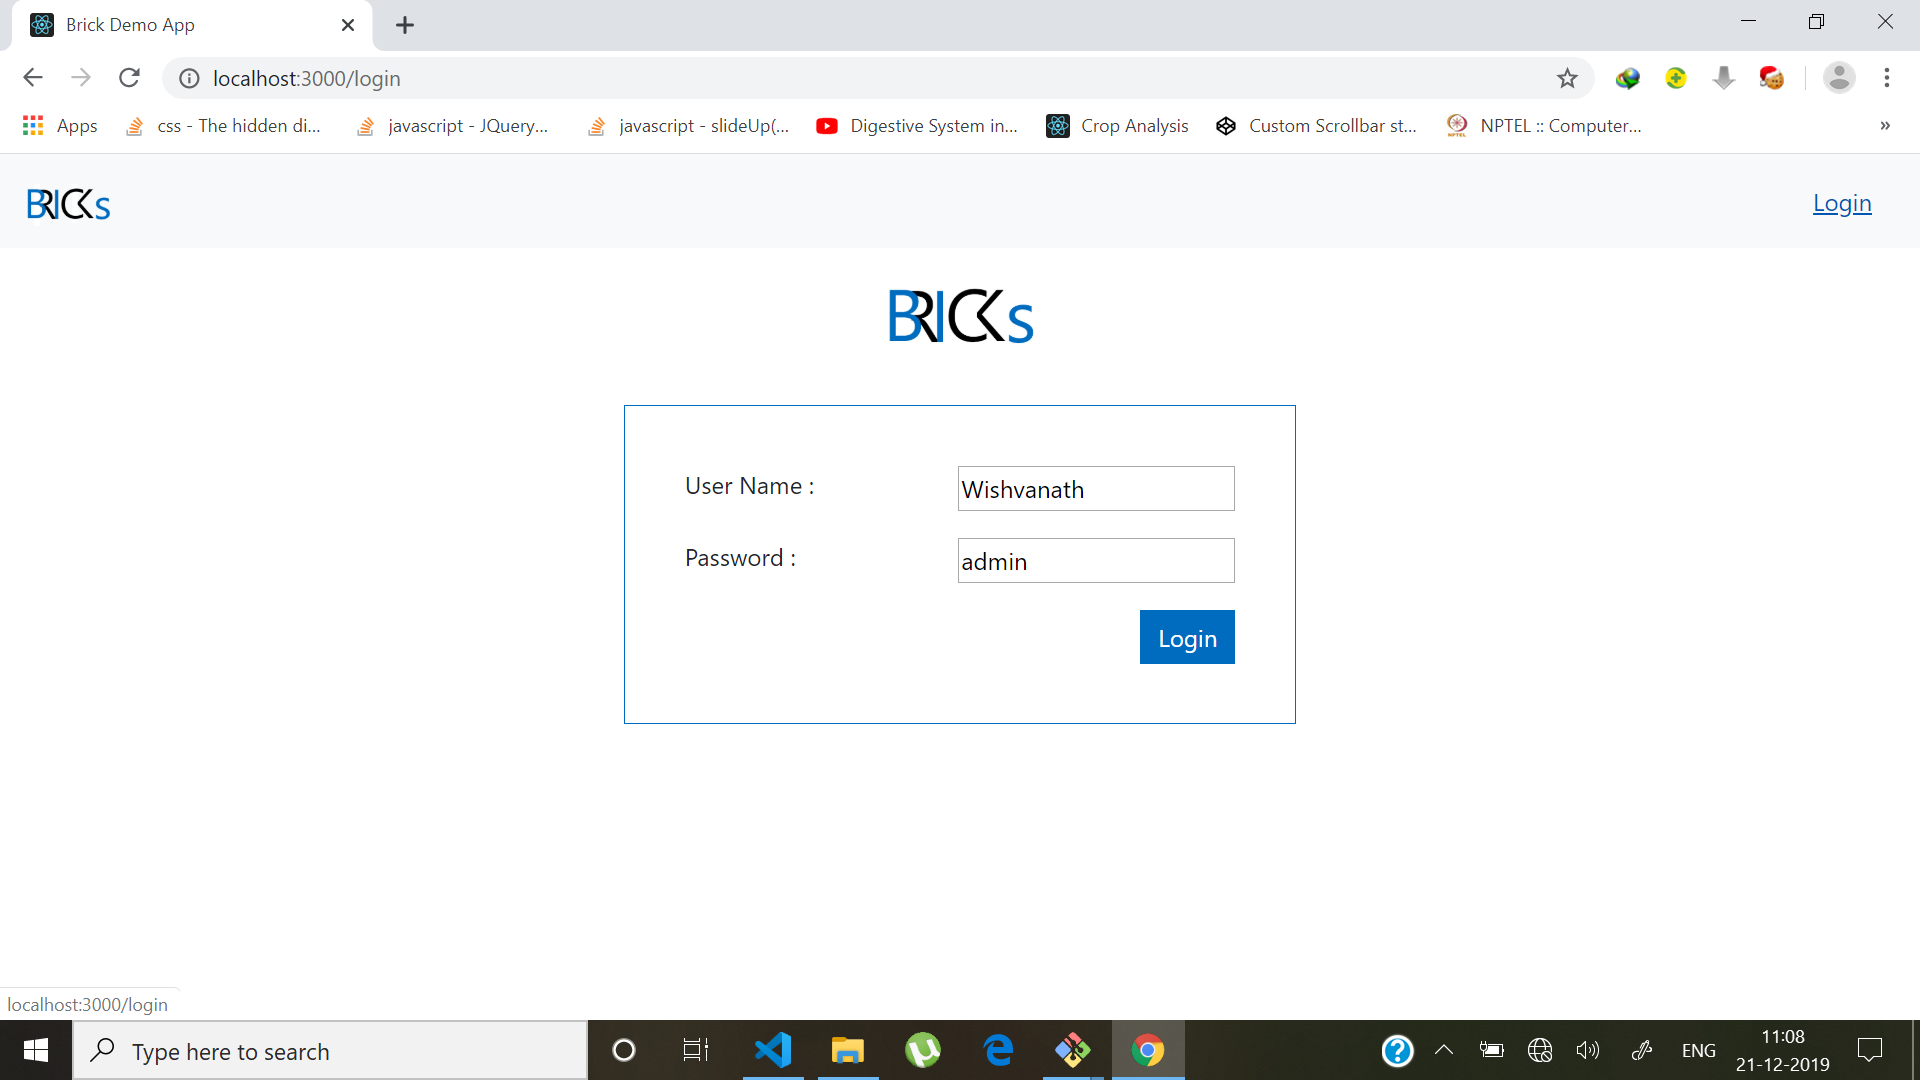 Brick Demo App
localhost:3000/login
Apps
css - The hidden di...
javascript - JQuery...
javascript - slideUp(...
Digestive System in...
Crop Analysis
Custom Scrollbar st...
NPTEL :: Computer...
»
BRICKs
Login
BRICKs
User Name :
Wishvanath
Password :
admin
Login
localhost:3000/login
Type here to search
ENG
11:08
21-12-2019